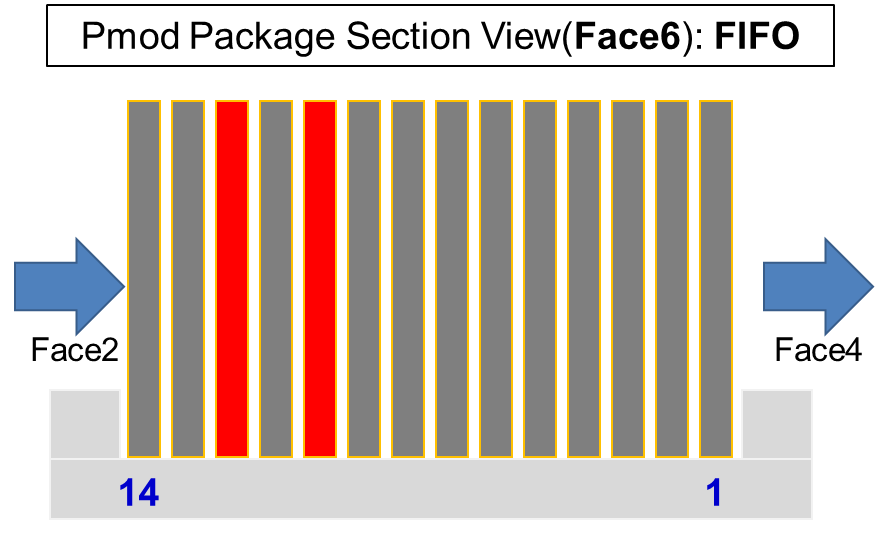 Pmod Package Section View(Face6): FIFO
Face2
Face4
14
1